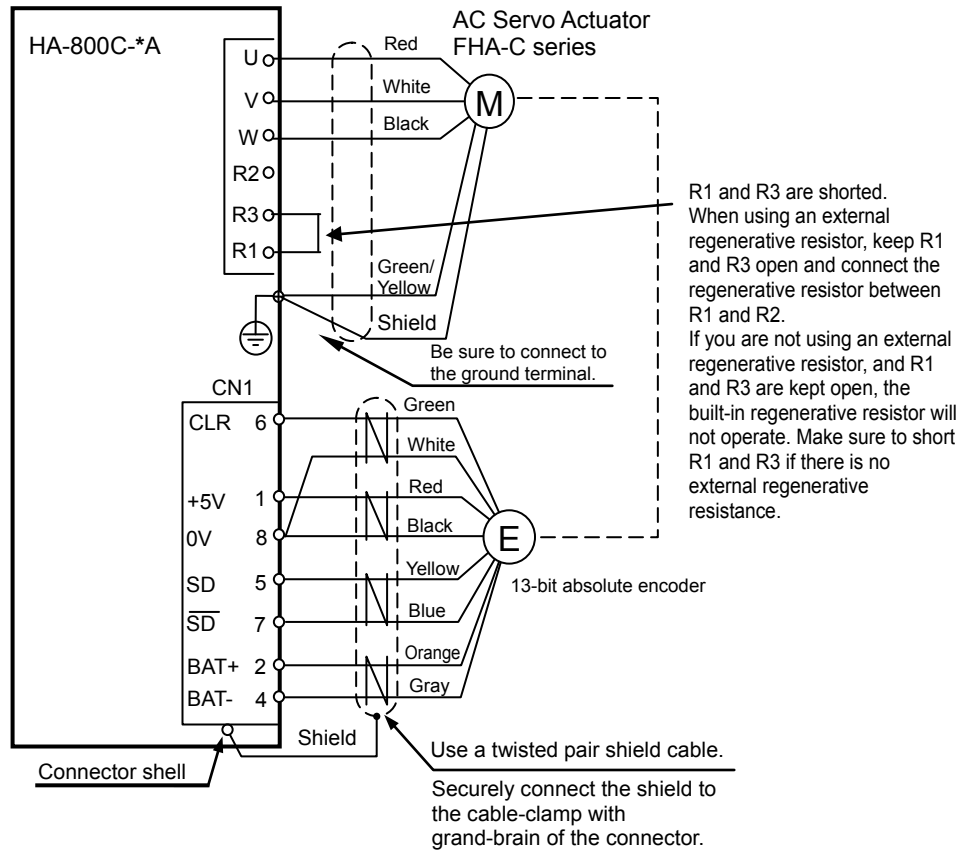 HA-800C-*A
AC Servo Actuator
FHA-C series
U
Red
V
White
W
Black
M
R2
R3
R1
R1 and R3 are shorted.
When using an external
regenerative resistor, keep R1
and R3 open and connect the
regenerative resistor between
R1 and R2.
If you are not using an external
regenerative resistor, and R1
and R3 are kept open, the
built-in regenerative resistor will
not operate. Make sure to short
R1 and R3 if there is no
external regenerative
resistance.
Green/
Yellow
Shield
Be sure to connect to
the ground terminal.
CN1
CLR 6
Green
White
+5V 1
Red
0V 8
Black
E
SD 5
Yellow
13-bit absolute encoder
S̅D̅ 7
Blue
BAT+ 2
Orange
BAT- 4
Gray
Shield
Connector shell
Use a twisted pair shield cable.
Securely connect the shield to
the cable-clamp with
grand-brain of the connector.